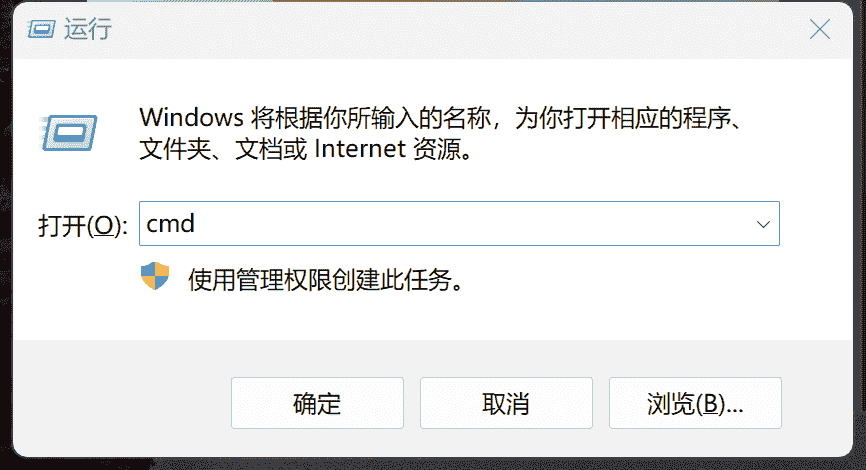 运行
Windows 将根据你所输入的名称，为你打开相应的程序、
文件夹、文档或 Internet 资源。
打开(O): cmd
使用管理权限创建此任务。
确定 取消 浏览(B)...